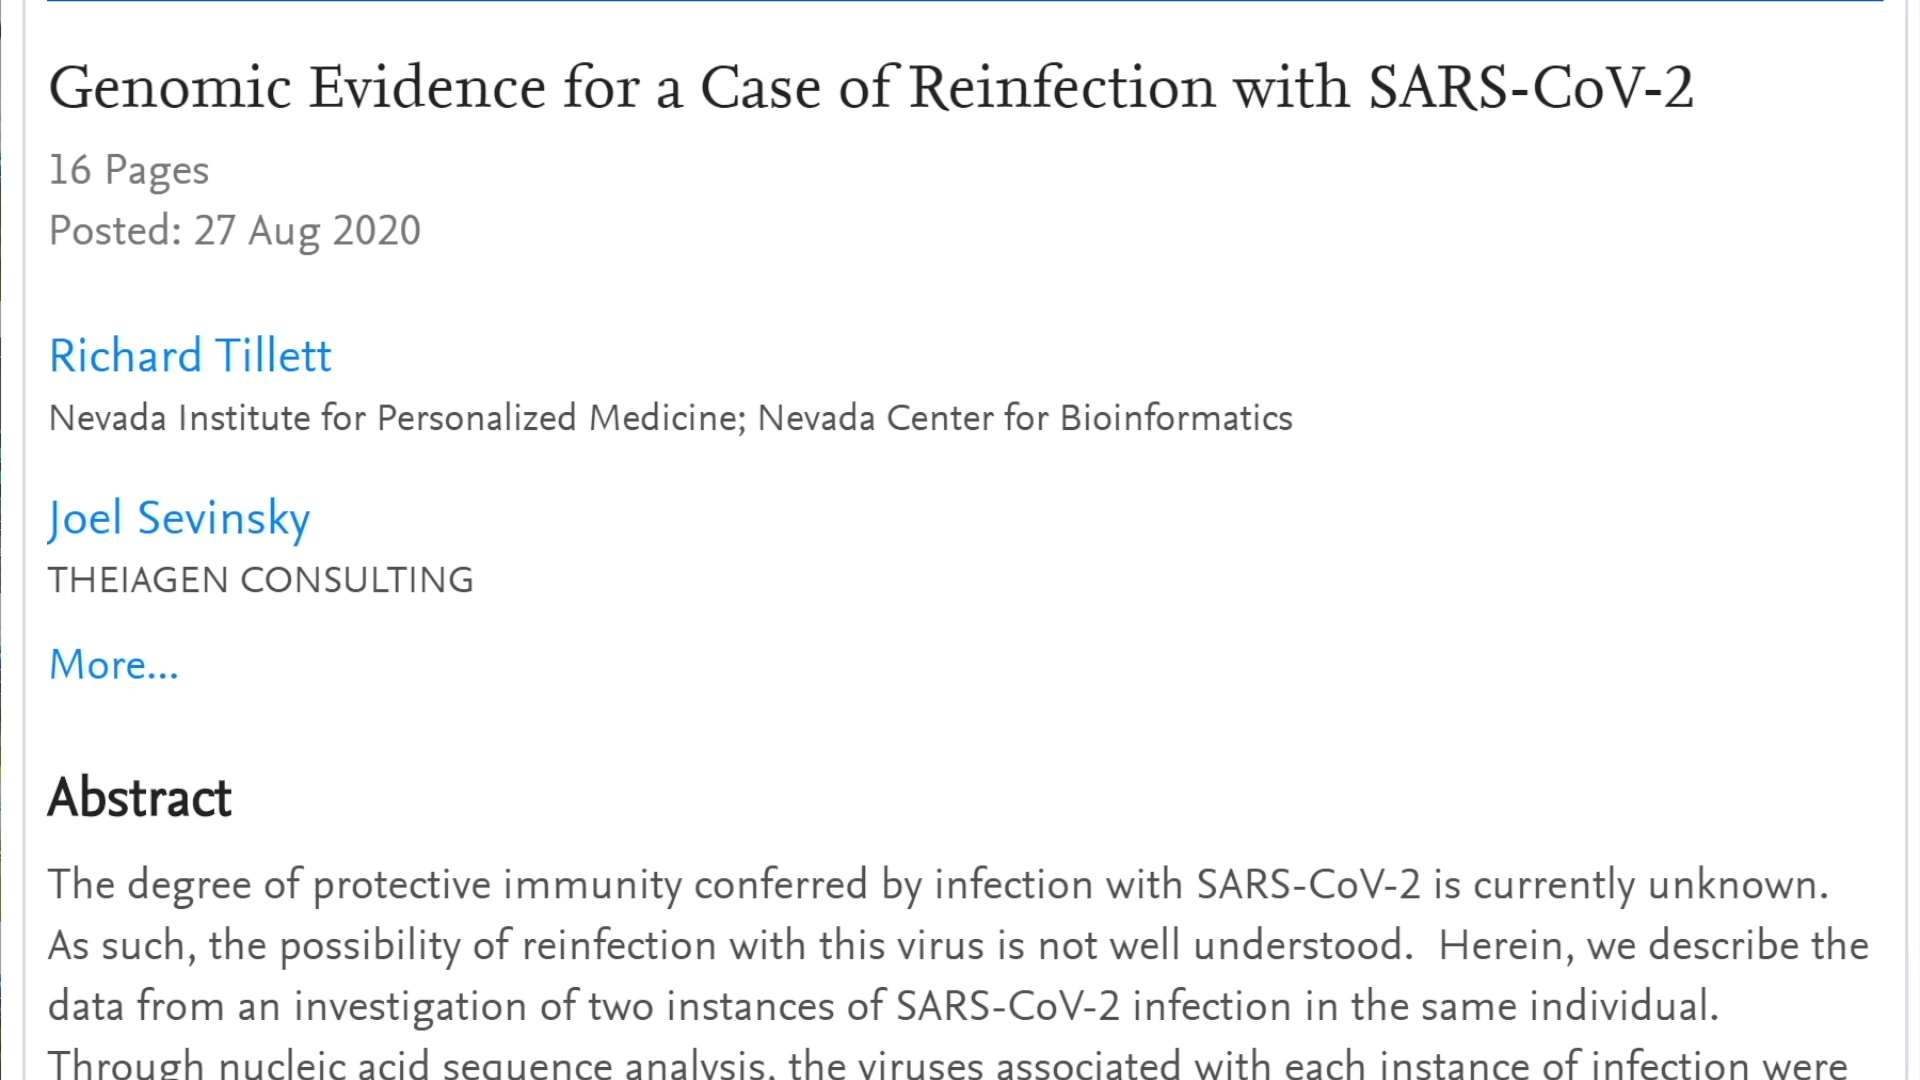 Genomic Evidence for a Case of Reinfection with SARS-CoV-2
16 Pages
Posted: 27 Aug 2020
Richard Tillett
Nevada Institute for Personalized Medicine; Nevada Center for Bioinformatics
Joel Sevinsky
THEIAGEN CONSULTING
More...
Abstract
The degree of protective immunity conferred by infection with SARS-CoV-2 is currently unknown.
As such, the possibility of reinfection with this virus is not well understood.  Herein, we describe the
data from an investigation of two instances of SARS-CoV-2 infection in the same individual.
Through nucleic acid sequence analysis, the viruses associated with each instance of infection were